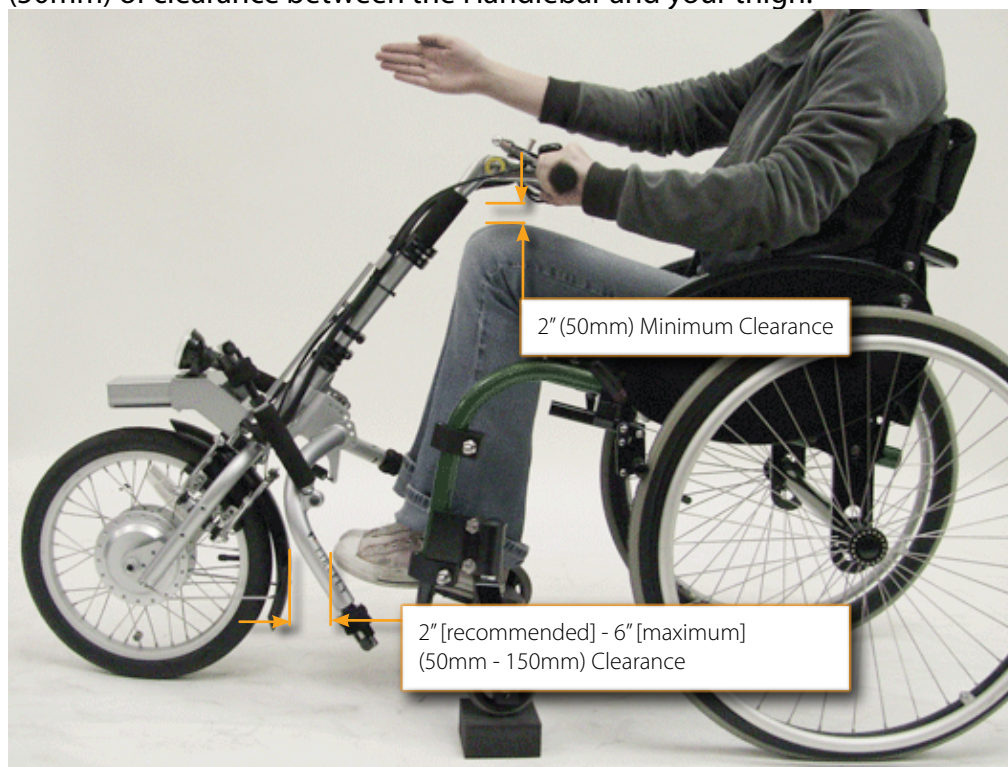 (50mm) of clearance between the Handlebar and your thigh.
2" (50mm) Minimum Clearance
2" [recommended] - 6" [maximum]
(50mm - 150mm) Clearance